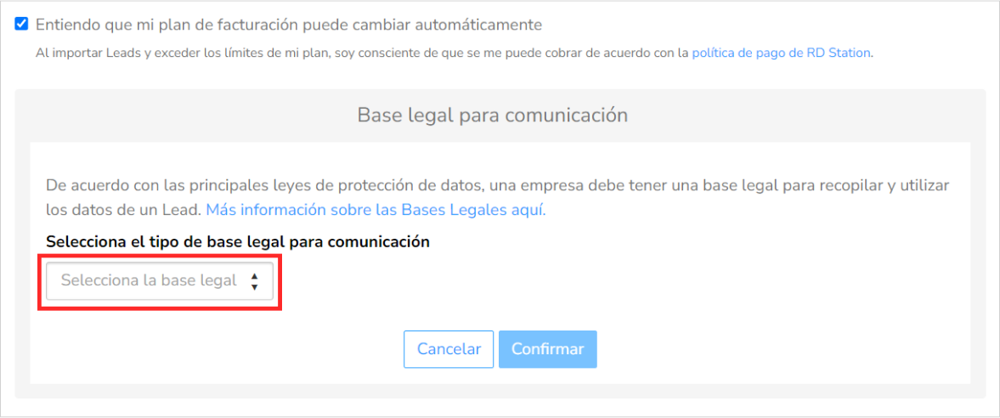 Entiendo que mi plan de facturación puede cambiar automáticamente
Al importar Leads y exceder los límites de mi plan, soy consciente de que se me puede cobrar de acuerdo con la política de pago de RD Station.
Base legal para comunicación
De acuerdo con las principales leyes de protección de datos, una empresa debe tener una base legal para recopilar y utilizar
los datos de un Lead. Más información sobre las Bases Legales aquí.
Selecciona el tipo de base legal para comunicación
Selecciona la base legal
Cancelar Confirmar